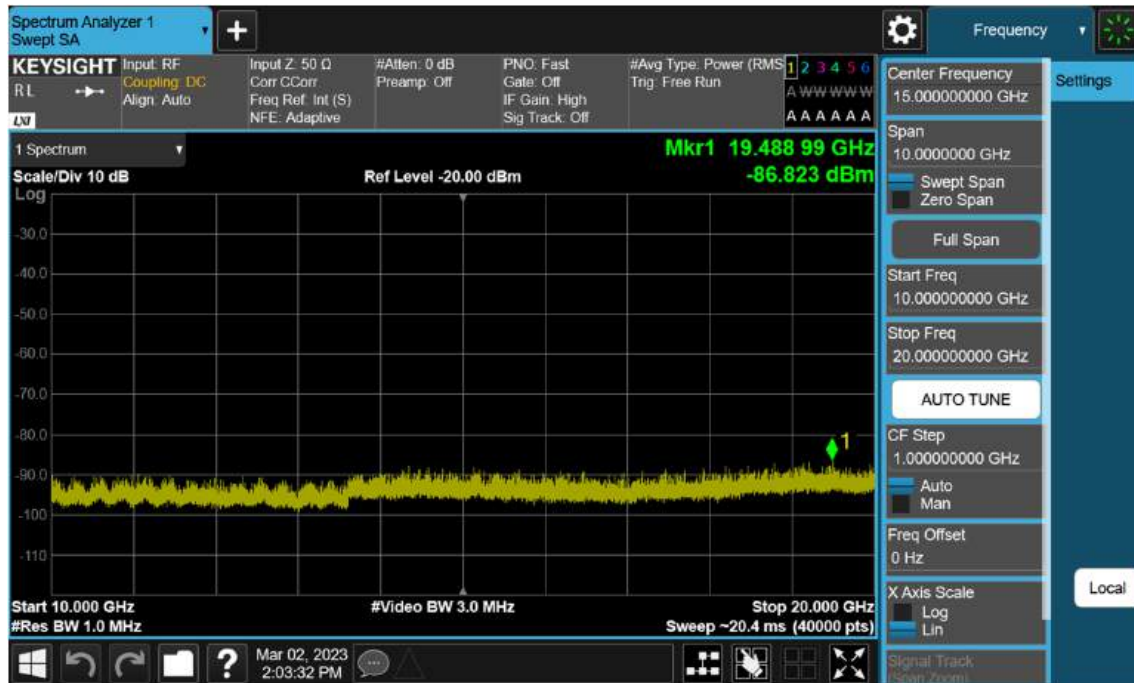 Spectrum Analyzer 1
Swept SA
+
Frequency
KEYSIGHT
RL
LXI
Input: RF
Coupling: DC
Align: Auto
Input Z: 50 Ω
Corr CCorr
Freq Ref: Int (S)
NFE: Adaptive
#Atten: 0 dB
Preamp: Off
PNO: Fast
Gate: Off
IF Gain: High
Sig Track: Off
#Avg Type: Power (RMS
Trig: Free Run
1 2 3 4 5 6
A W W W W W
A A A A A A
1 Spectrum
Scale/Div 10 dB
Ref Level -20.00 dBm
Mkr1 19.488 99 GHz
-86.823 dBm
Log
-30.0
-40.0
-50.0
-60.0
-70.0
-80.0
-90.0
-100
-110
1
Start 10.000 GHz
#Res BW 1.0 MHz
#Video BW 3.0 MHz
Stop 20.000 GHz
Sweep ~20.4 ms (40000 pts)
Center Frequency
15.000000000 GHz
Span
10.0000000 GHz
Swept Span
Zero Span
Full Span
Start Freq
10.000000000 GHz
Stop Freq
20.000000000 GHz
AUTO TUNE
CF Step
1.000000000 GHz
Auto
Man
Freq Offset
0 Hz
X Axis Scale
Log
Lin
Signal Track
(Span Zoom)
Settings
Local
?
Mar 02, 2023
2:03:32 PM